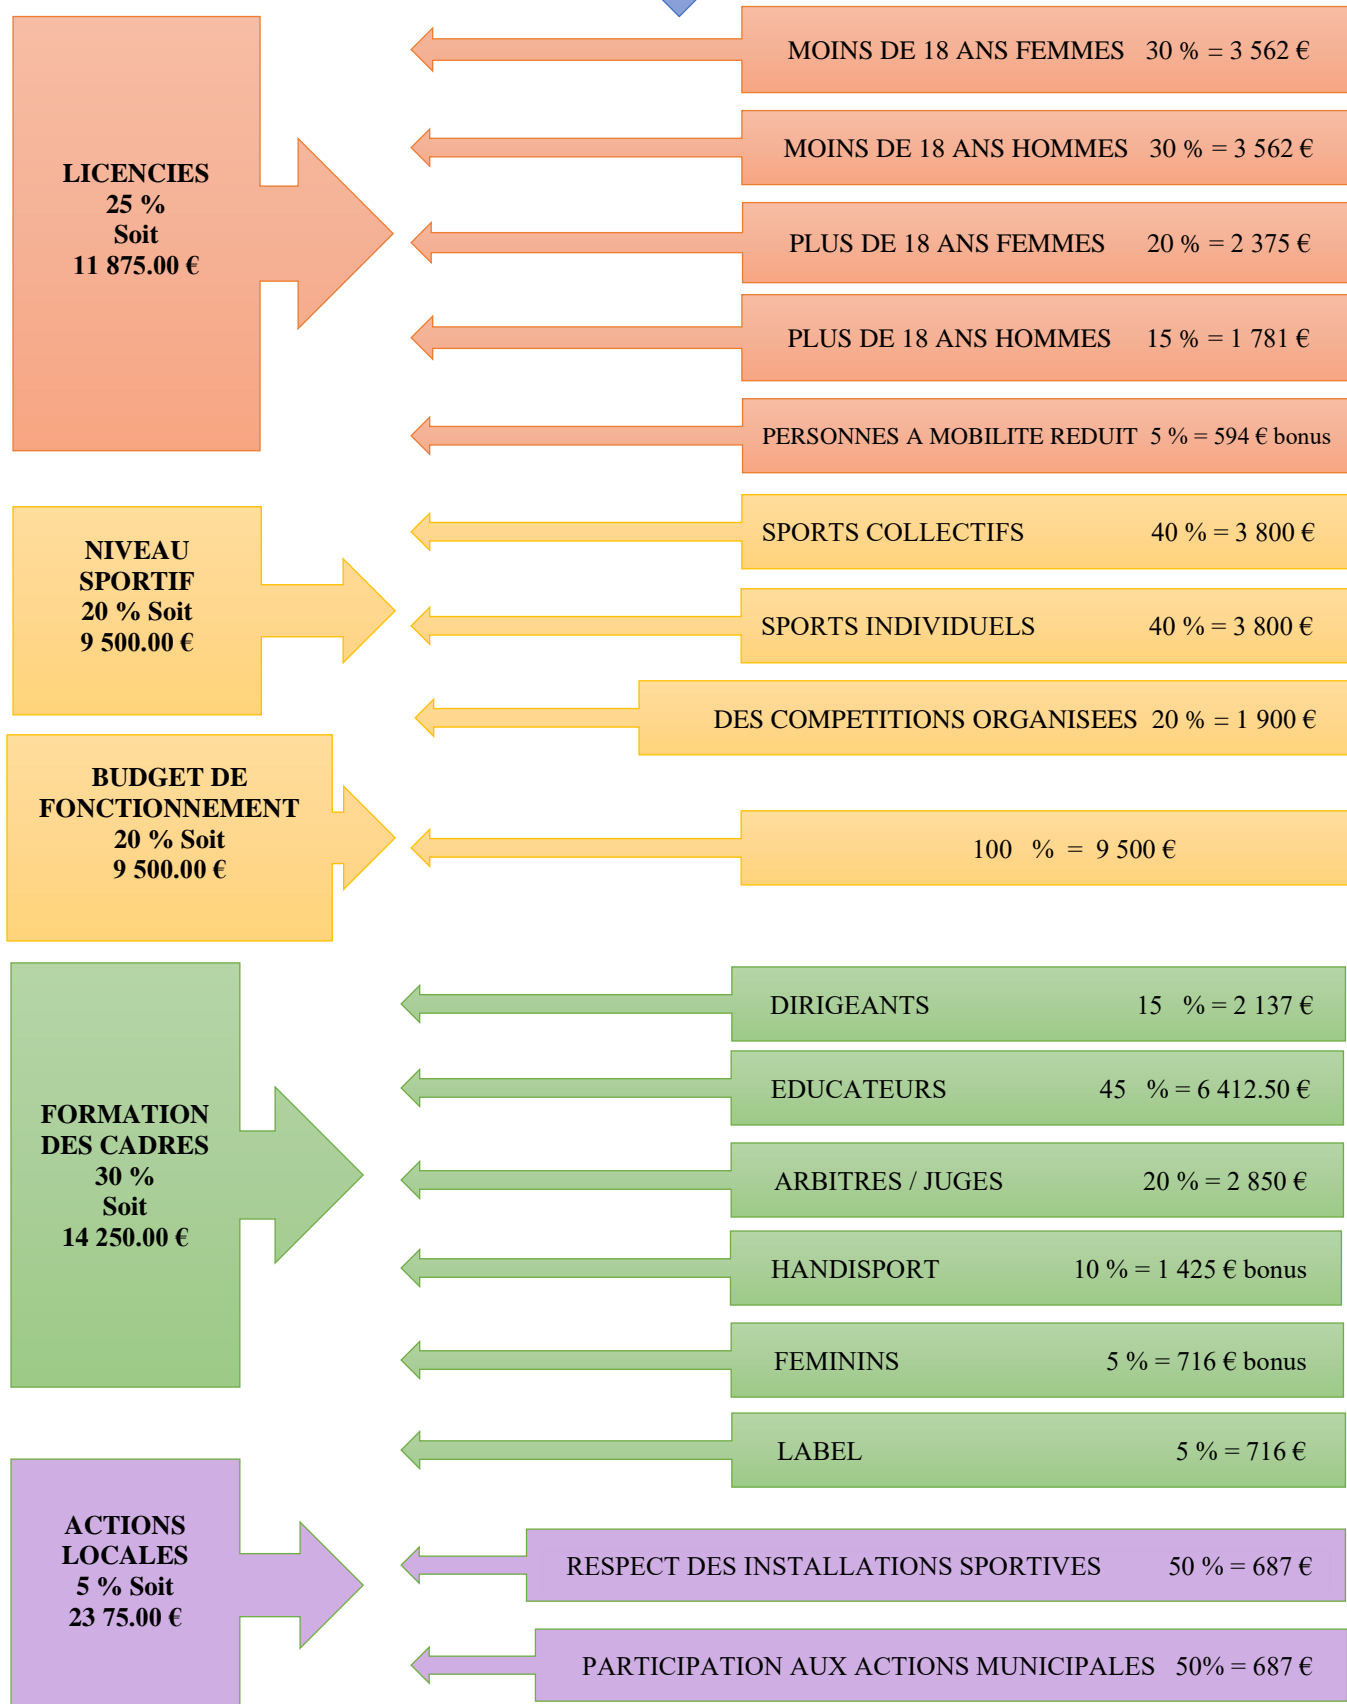 LICENCIES
25 %
Soit
11 875.00 €
MOINS DE 18 ANS FEMMES 30 % = 3 562 €
MOINS DE 18 ANS HOMMES 30 % = 3 562 €
PLUS DE 18 ANS FEMMES 20 % = 2 375 €
PLUS DE 18 ANS HOMMES 15 % = 1 781 €
PERSONNES A MOBILITE REDUIT 5 % = 594 € bonus
NIVEAU
SPORTIF
20 % Soit
9 500.00 €
SPORTS COLLECTIFS 40 % = 3 800 €
SPORTS INDIVIDUELS 40 % = 3 800 €
DES COMPETITIONS ORGANISEES 20 % = 1 900 €
BUDGET DE
FONCTIONNEMENT
20 % Soit
9 500.00 €
100 % = 9 500 €
FORMATION
DES CADRES
30 %
Soit
14 250.00 €
DIRIGEANTS 15 % = 2 137 €
EDUCATEURS 45 % = 6 412.50 €
ARBITRES / JUGES 20 % = 2 850 €
HANDISPORT 10 % = 1 425 € bonus
FEMININS 5 % = 716 € bonus
LABEL 5 % = 716 €
ACTIONS
LOCALES
5 % Soit
23 75.00 €
RESPECT DES INSTALLATIONS SPORTIVES 50 % = 687 €
PARTICIPATION AUX ACTIONS MUNICIPALES 50% = 687 €